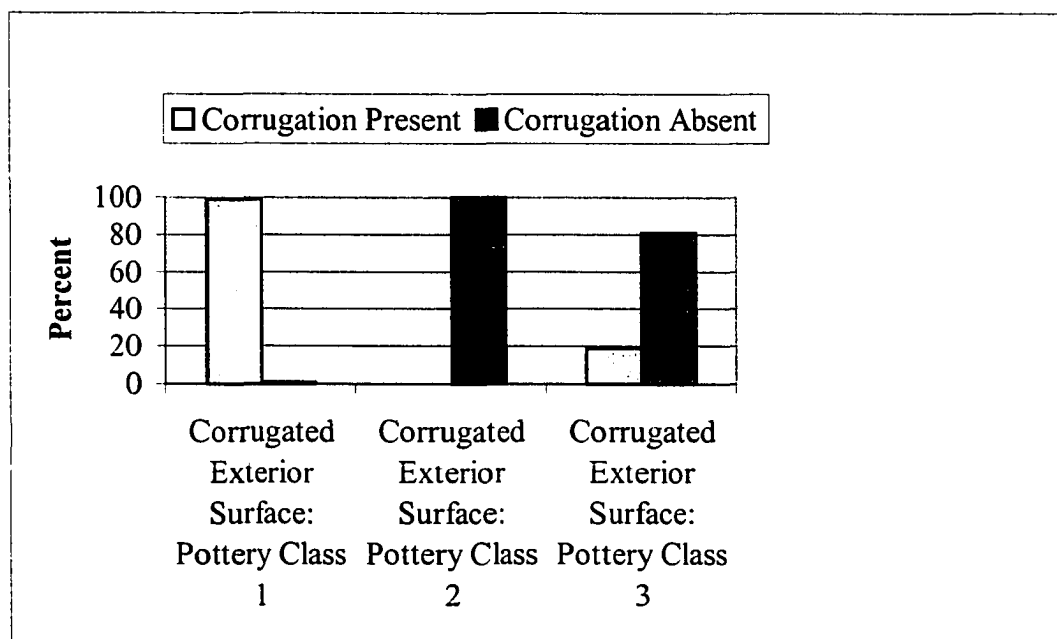 Corrugation Present Corrugation Absent
Percent
100
80
60
40
20
0
Corrugated Exterior Surface: Pottery Class 1
Corrugated Exterior Surface: Pottery Class 2
Corrugated Exterior Surface: Pottery Class 3